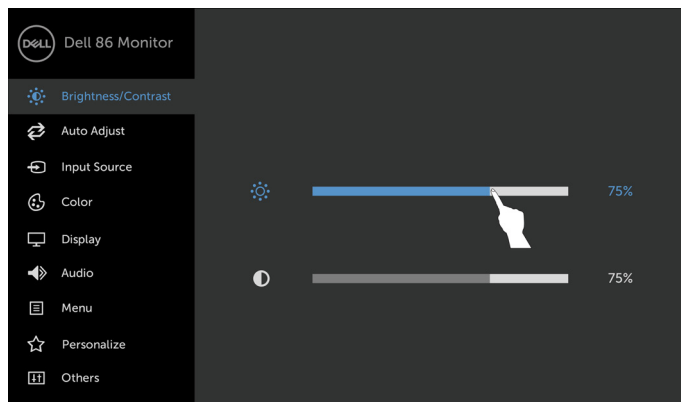 DELL Dell 86 Monitor
Brightness/Contrast
Auto Adjust
Input Source
Color
75%
Display
Audio
75%
Menu
Personalize
Others